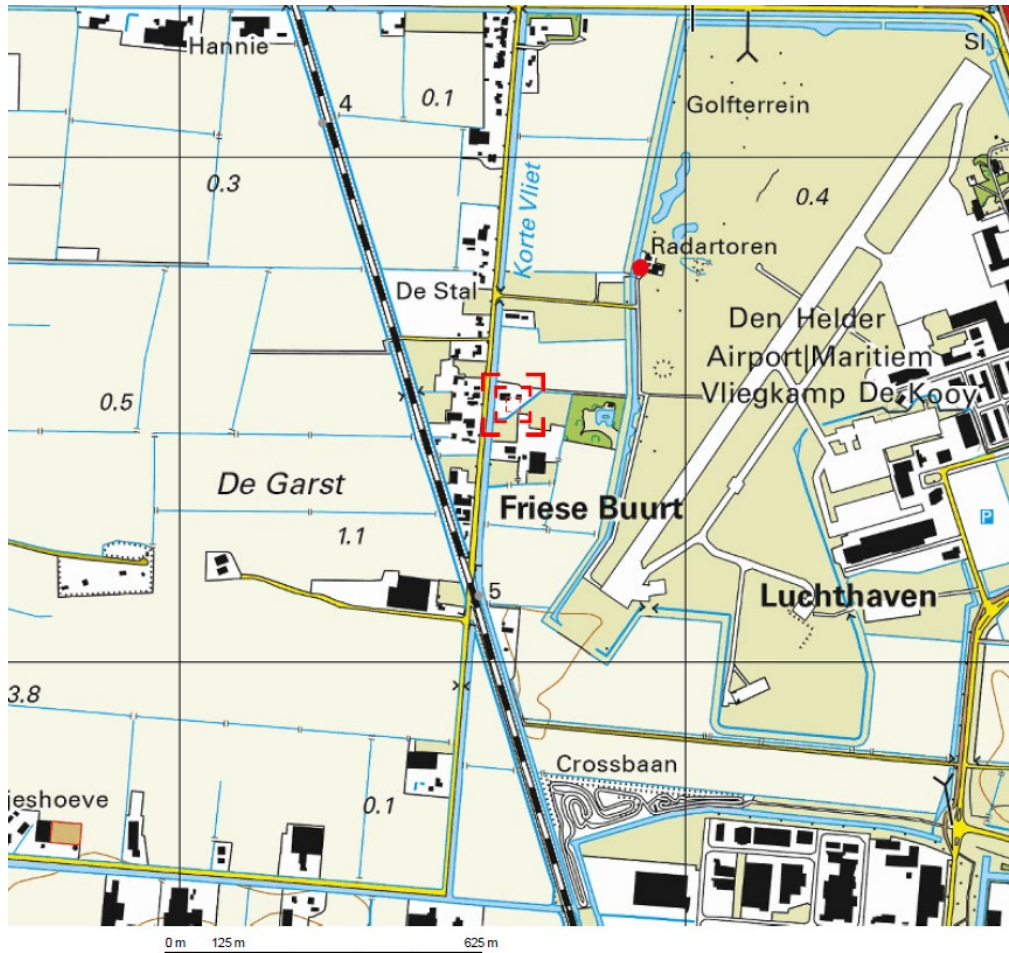 Hannie
4
0.1
SI
Golfterrein
0.3
0.4
Korte Vliet
Radartoren
De Stal
Den Helder
Airport|Maritiem
Vliegkamp De Kooy
0.5
De Garst
Friese Buurt
P
1.1
5
Luchthaven
3.8
Crossbaan
0.1
jeshoeve
0 m 125 m 625 m